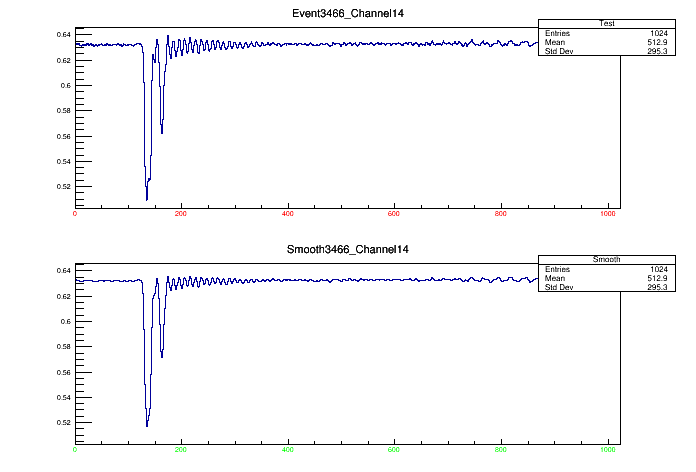 Event3466_Channel14
Test
Entries 1024
Mean 512.9
Std Dev 295.3
0.64
0.62
0.6
0.58
0.56
0.54
0.52
0 200 400 600 800 1000
Smooth3466_Channel14
Smooth
Entries 1024
Mean 512.9
Std Dev 295.3
0.64
0.62
0.6
0.58
0.56
0.54
0.52
0 200 400 600 800 1000